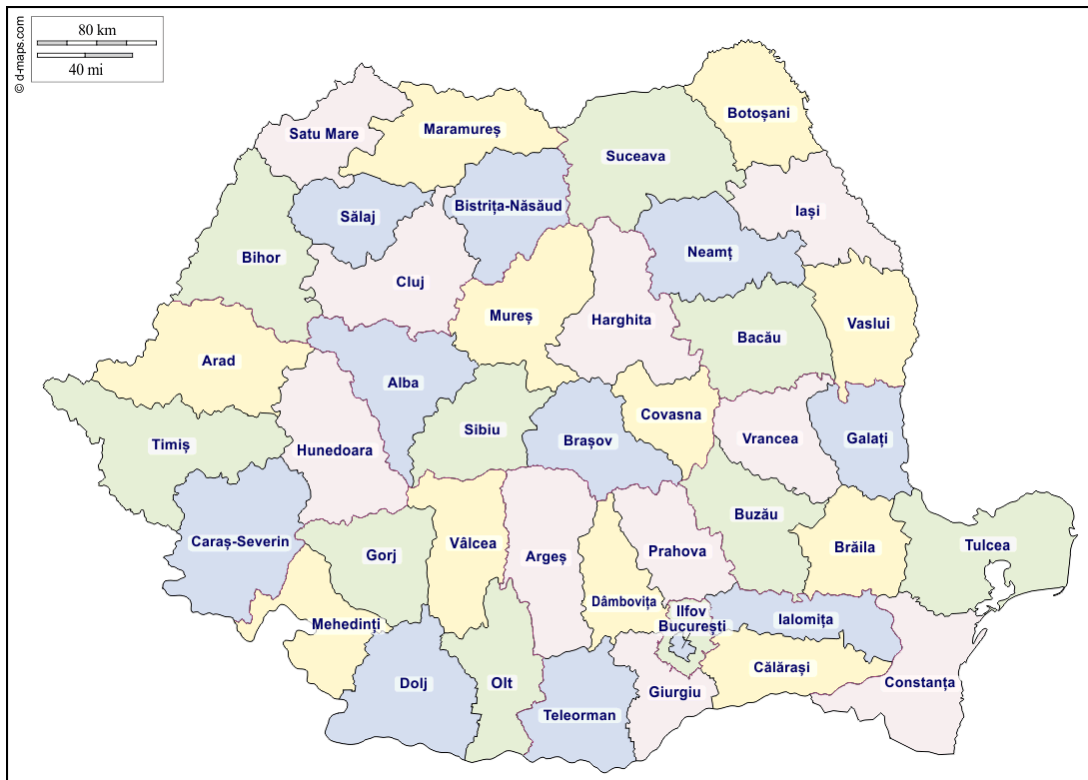 © d-maps.com
80 km
40 mi
Botoșani
Maramureș
Satu Mare
Suceava
Bistrița-Năsăud
Iași
Sălaj
Neamț
Bihor
Cluj
Mureș
Harghita
Vaslui
Bacău
Arad
Alba
Covasna
Sibiu
Brașov
Vrancea
Galați
Timiș
Hunedoara
Buzău
Caraș-Severin
Vâlcea
Gorj
Argeș
Prahova
Brăila
Tulcea
Dâmbovița
Ilfov
București
Ialomița
Mehedinți
Călărași
Dolj
Olt
Giurgiu
Constanța
Teleorman